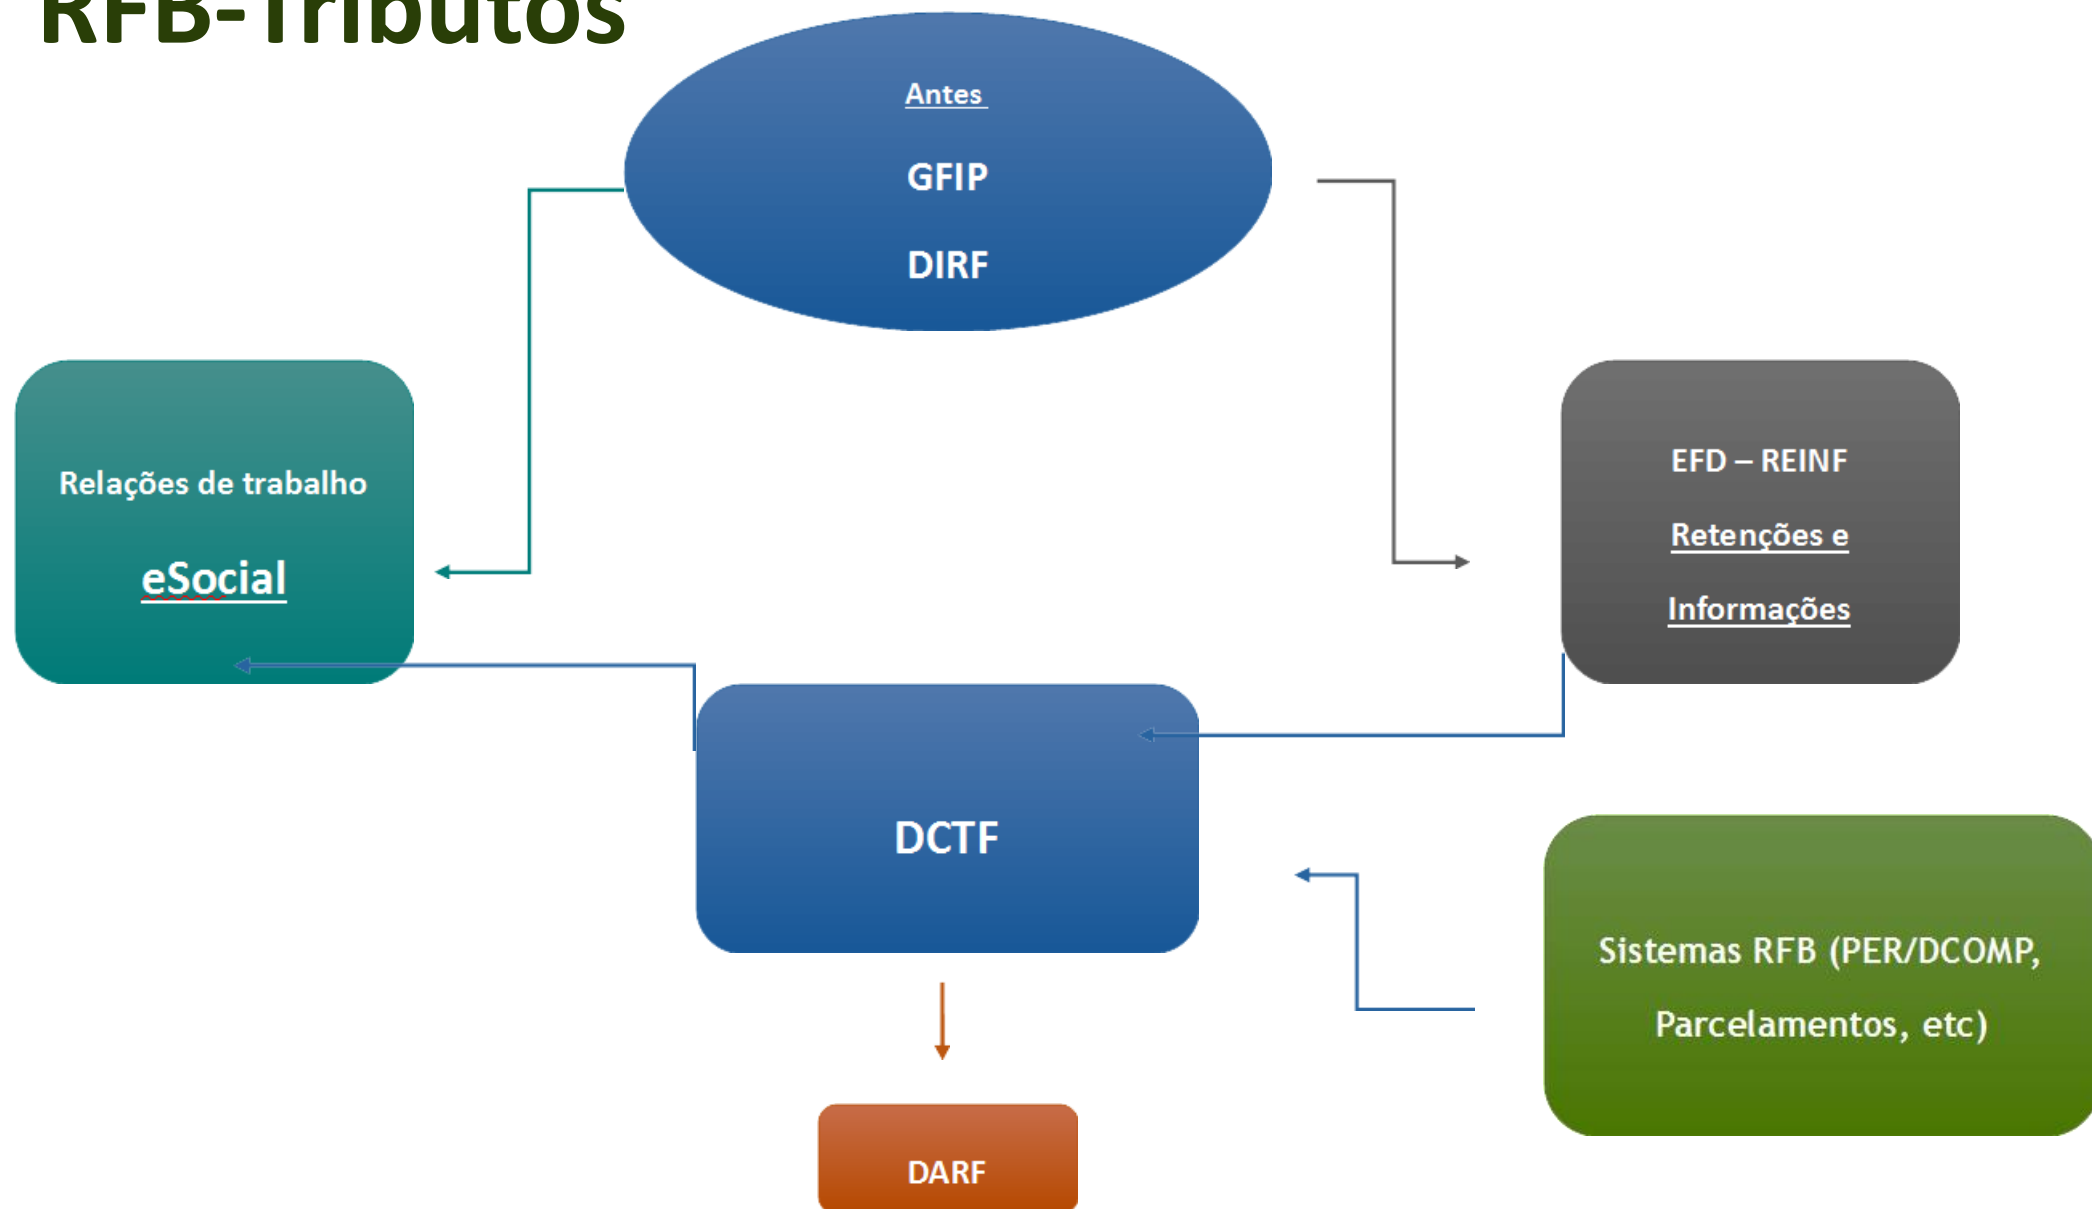 RFB-Tributos
Antes
GFIP
DIRF
Relações de trabalho
eSocial
EFD – REINF
Retenções e
Informações
DCTF
Sistemas RFB (PER/DCOMP,
Parcelamentos, etc)
DARF